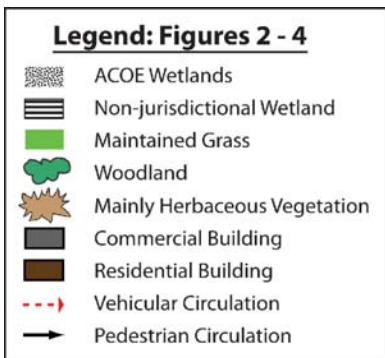 Legend: Figures 2 - 4
ACOE Wetlands
Non-jurisdictional Wetland
Maintained Grass
Woodland
Mainly Herbaceous Vegetation
Commercial Building
Residential Building
Vehicular Circulation
Pedestrian Circulation